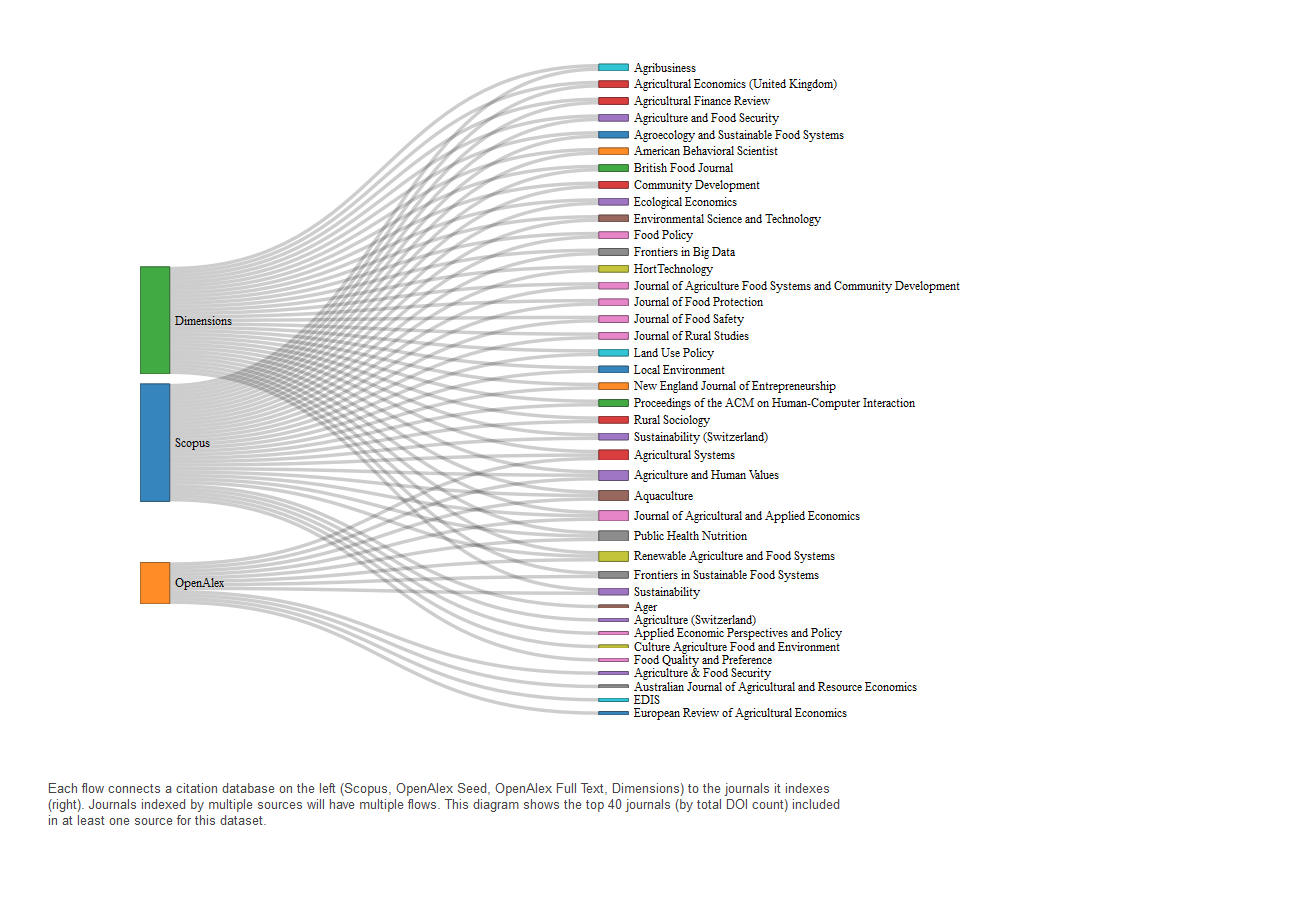 Agribusiness
Agricultural Economics (United Kingdom)
Agricultural Finance Review
Agriculture and Food Security
Agroecology and Sustainable Food Systems
American Behavioral Scientist
British Food Journal
Community Development
Ecological Economics
Environmental Science and Technology
Food Policy
Frontiers in Big Data
HortTechnology
Journal of Agriculture Food Systems and Community Development
Journal of Food Protection
Journal of Food Safety
Journal of Rural Studies
Land Use Policy
Local Environment
New England Journal of Entrepreneurship
Proceedings of the ACM on Human-Computer Interaction
Rural Sociology
Sustainability (Switzerland)
Agricultural Systems
Agriculture and Human Values
Aquaculture
Journal of Agricultural and Applied Economics
Public Health Nutrition
Renewable Agriculture and Food Systems
Frontiers in Sustainable Food Systems
Sustainability
Ager
Agriculture (Switzerland)
Applied Economic Perspectives and Policy
Culture Agriculture Food and Environment
Food Quality and Preference
Agriculture & Food Security
Australian Journal of Agricultural and Resource Economics
EDIS
European Review of Agricultural Economics
Dimensions
Scopus
OpenAlex
Each flow connects a citation database on the left (Scopus, OpenAlex Seed, OpenAlex Full Text, Dimensions) to the journals it indexes
(right). Journals indexed by multiple sources will have multiple flows. This diagram shows the top 40 journals (by total DOI count) included
in at least one source for this dataset.